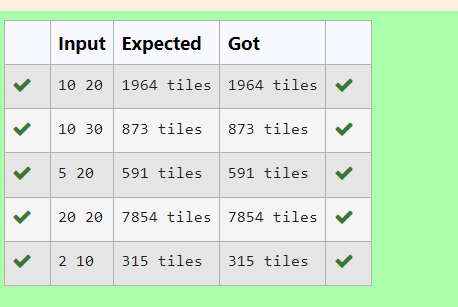 Input Expected Got
10 20 1964 tiles 1964 tiles
10 30 873 tiles 873 tiles
5 20 591 tiles 591 tiles
20 20 7854 tiles 7854 tiles
2 10 315 tiles 315 tiles